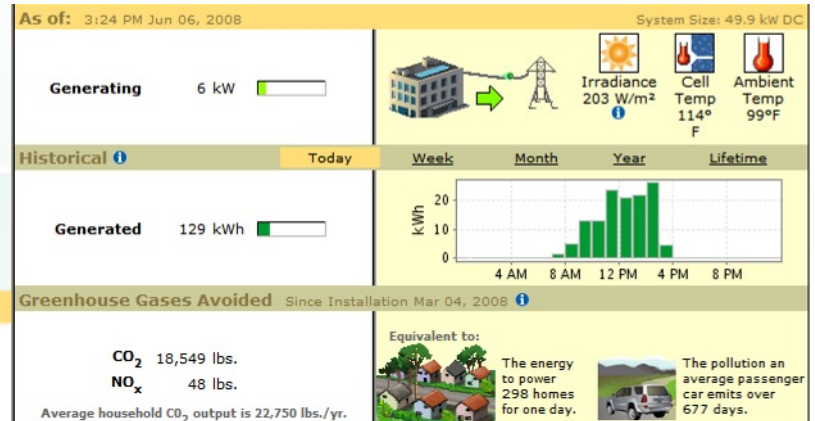 As of: 3:24 PM Jun 06, 2008
System Size: 49.9 kW DC
Generating 6 kW
Irradiance
203 W/m²
Cell
Temp
114°
F
Ambient
Temp
99°F
Historical
Today
Week
Month
Year
Lifetime
Generated 129 kWh
kWh
20
10
0
4 AM 8 AM 12 PM 4 PM 8 PM
Greenhouse Gases Avoided Since Installation Mar 04, 2008
CO2 18,549 lbs.
NOx 48 lbs.
Average household CO2 output is 22,750 lbs./yr.
Equivalent to:
The energy
to power
298 homes
for one day.
The pollution an
average passenger
car emits over
677 days.